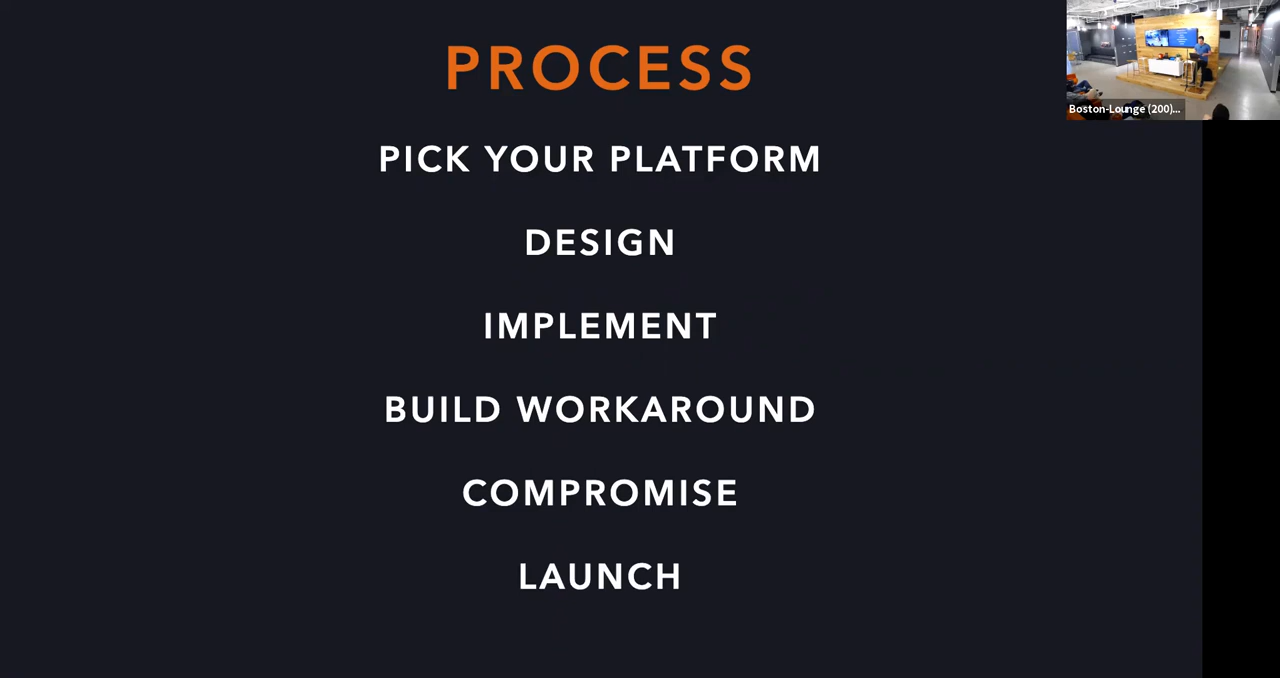 PROCESS
PICK YOUR PLATFORM
DESIGN
IMPLEMENT
BUILD WORKAROUND
COMPROMISE
LAUNCH
Boston-Lounge (200)...